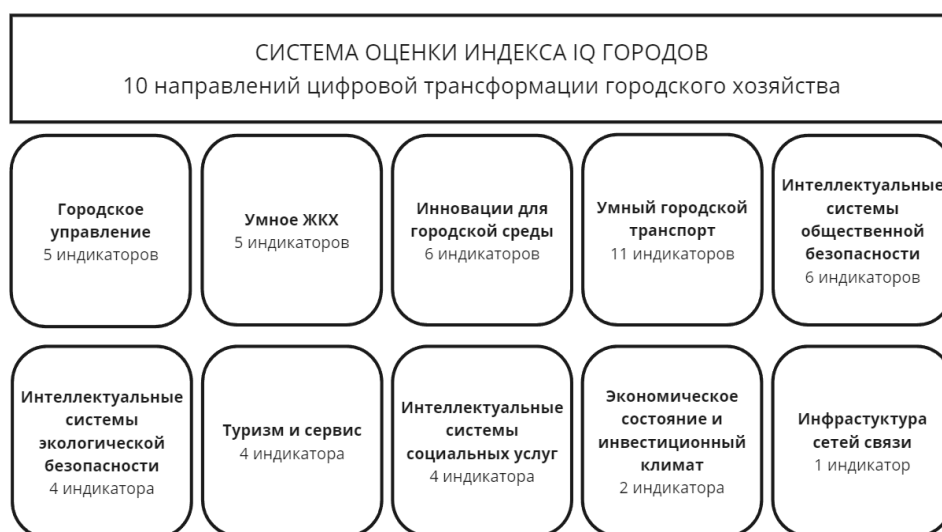 СИСТЕМА ОЦЕНКИ ИНДЕКСА IQ ГОРОДОВ
10 направлений цифровой трансформации городского хозяйства
Городское
управление
5 индикаторов
Умное ЖКХ
5 индикаторов
Инновации для
городской среды
6 индикаторов
Умный городской
транспорт
11 индикаторов
Интеллектуальные
системы
общественной
безопасности
6 индикаторов
Интеллектуальные
системы
экологической
безопасности
4 индикатора
Туризм и сервис
4 индикатора
Интеллектуальные
системы
социальных услуг
4 индикатора
Экономическое
состояние и
инвестиционный
климат
2 индикатора
Инфрастуктура
сетей связи
1 индикатор